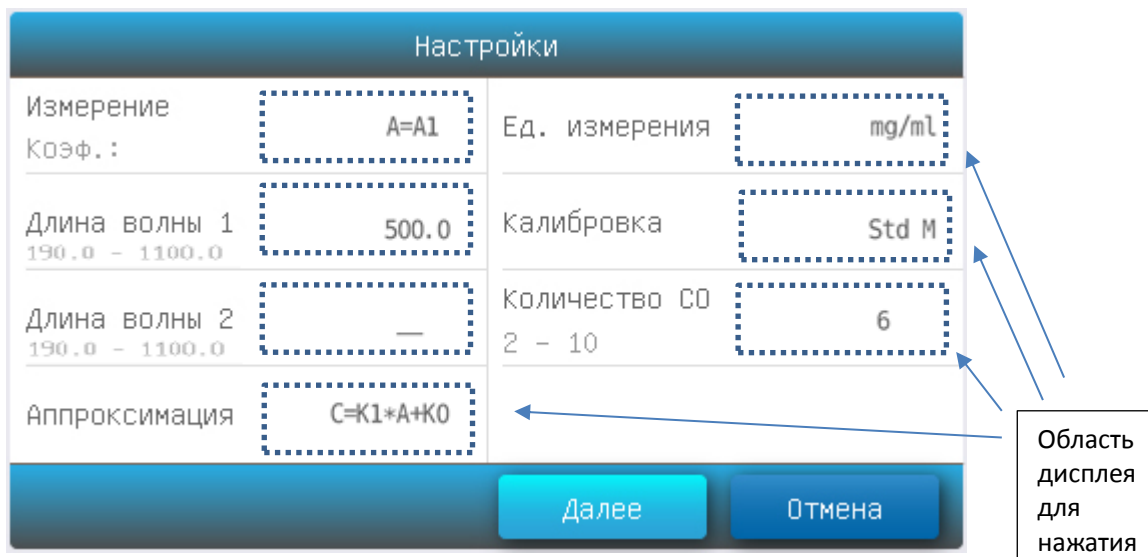 Настройки
Измерение
Коэф.:
A=A1
Длина волны 1
190.0 - 1100.0
500.0
Длина волны 2
190.0 - 1100.0
—
Аппроксимация
C=K1*A+K0
Ед. измерения
mg/ml
Калибровка
Std M
Количество СО
2 - 10
6
Далее
Отмена
Область
дисплея
для
нажатия